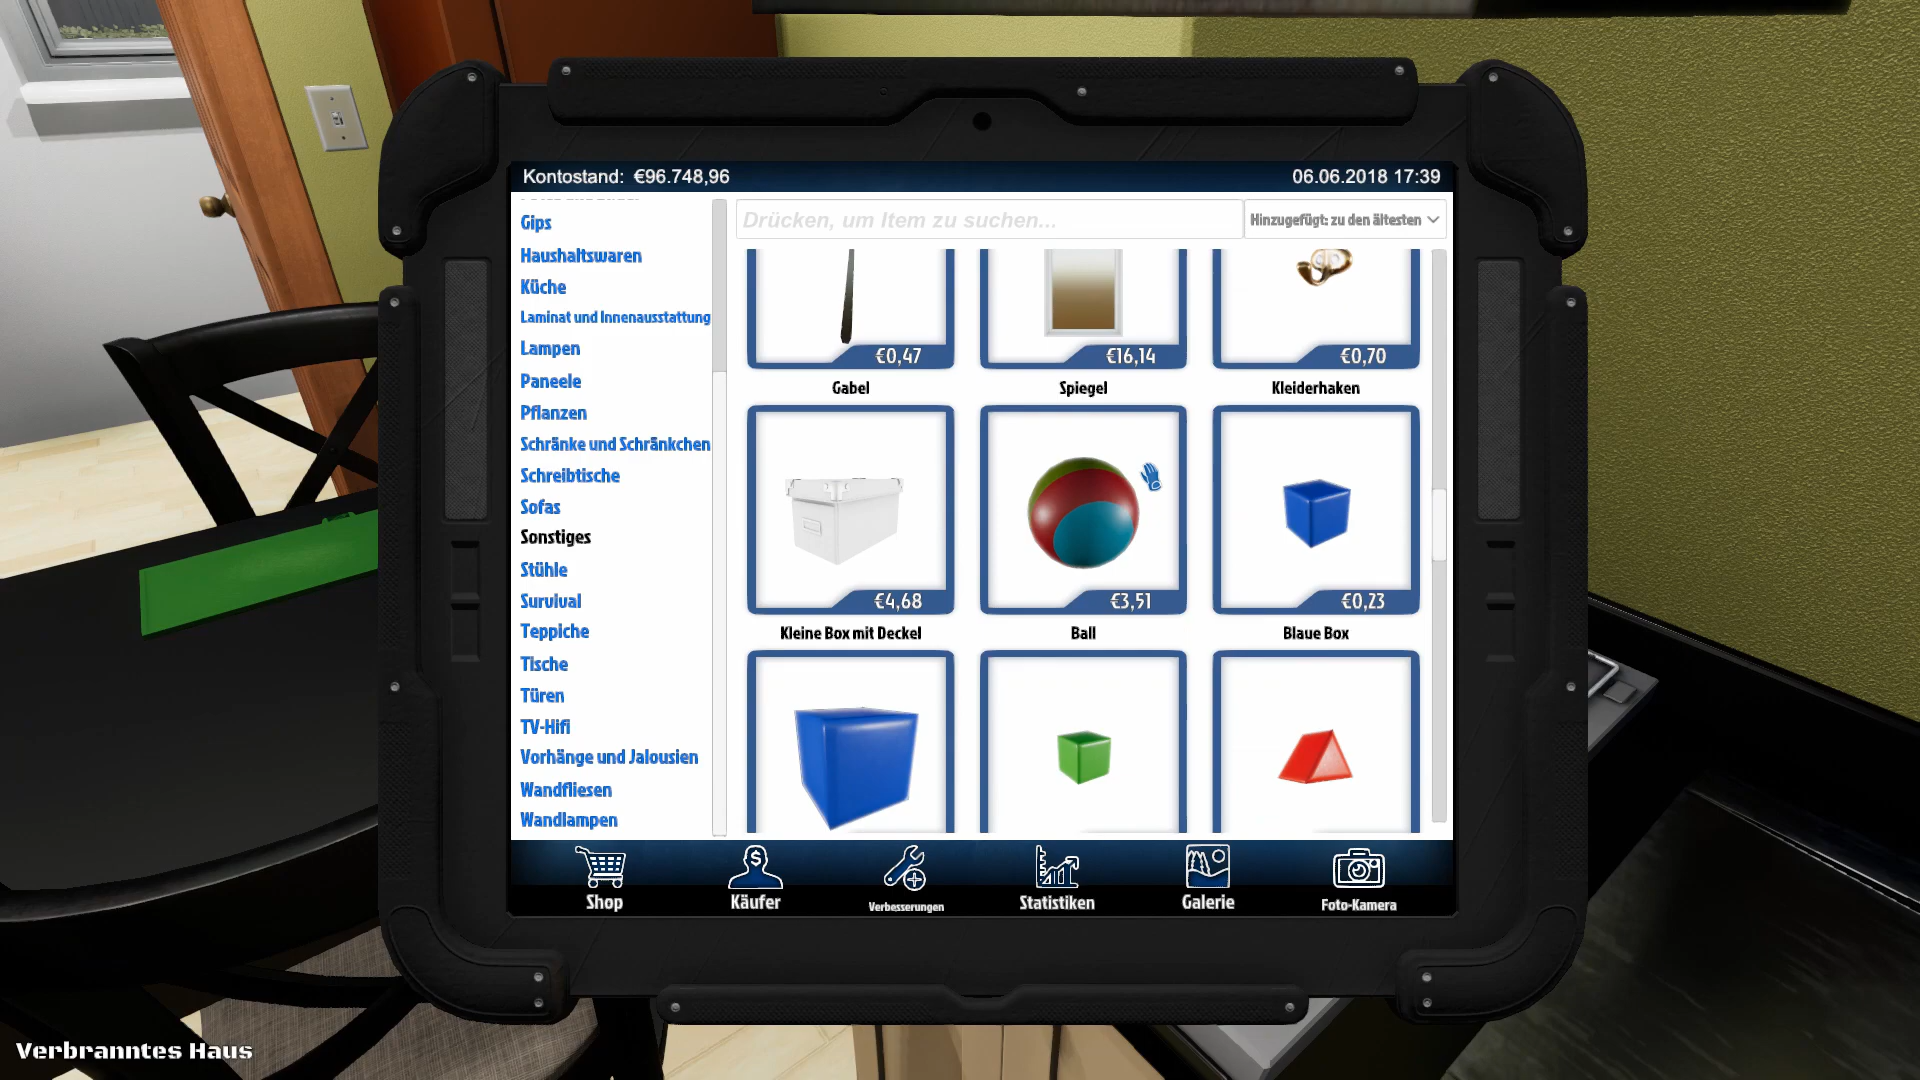 Kontostand: €96.748,96
06.06.2018 17:39
Gips
Haushaltswaren
Küche
Laminat und Innenausstattung
Lampen
Paneele
Pflanzen
Schränke und Schränkchen
Schreibtische
Sofas
Sonstiges
Stühle
Survival
Teppiche
Tische
Türen
TV-Hifi
Vorhänge und Jalousien
Wandfliesen
Wandlampen
Drücken, um Item zu suchen...
Hinzugefügt: zu den ältesten
€0,47
€16,14
€0,70
Gabel
Spiegel
Kleiderhaken
€4,68
€3,51
€0,23
Kleine Box mit Deckel
Ball
Blaue Box
Shop
Käufer
Verbesserungen
Statistiken
Galerie
Foto-Kamera
Verbranntes Haus